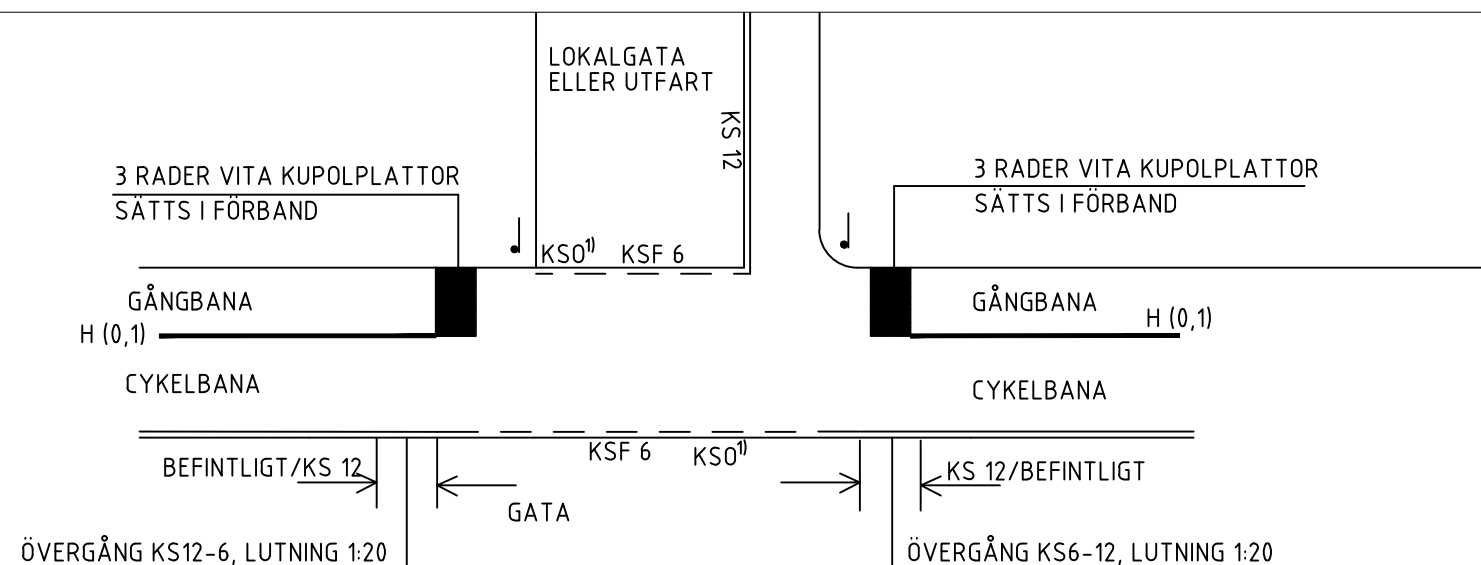 LOKALGATA
ELLER UTFART
KS 12
3 RADER VITA KUPOLPLATTOR
SÄTTS I FÖRBAND
3 RADER VITA KUPOLPLATTOR
SÄTTS I FÖRBAND
KSO¹⁾ KSF 6
GÅNGBANA
GÅNGBANA
H (0,1)
H (0,1)
CYKELBANA
CYKELBANA
KSF 6 KSO¹⁾
BEFINTLIGT/KS 12
KS 12/BEFINTLIGT
GATA
ÖVERGÅNG KS12-6, LUTNING 1:20
ÖVERGÅNG KS6-12, LUTNING 1:20